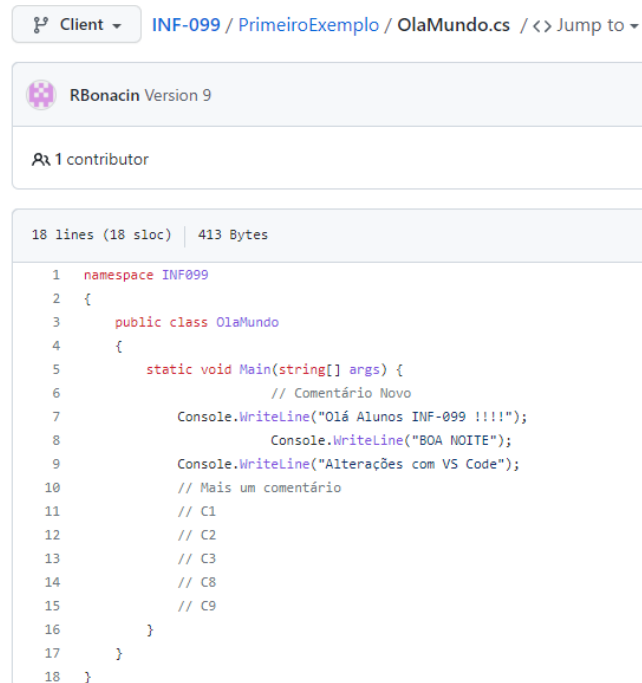 Client INF-099 / PrimeiroExemplo / OlaMundo.cs / <> Jump to
RBonacin Version 9
1 contributor
18 lines (18 sloc) 413 Bytes
1 namespace INF099
2 {
3 public class OlaMundo
4 {
5 static void Main(string[] args) {
6 // Comentário Novo
7 Console.WriteLine("Olá Alunos INF-099 !!!!");
8 Console.WriteLine("BOA NOITE");
9 Console.WriteLine("Alterações com VS Code");
10 // Mais um comentário
11 // C1
12 // C2
13 // C3
14 // C8
15 // C9
16 }
17 }
18 }